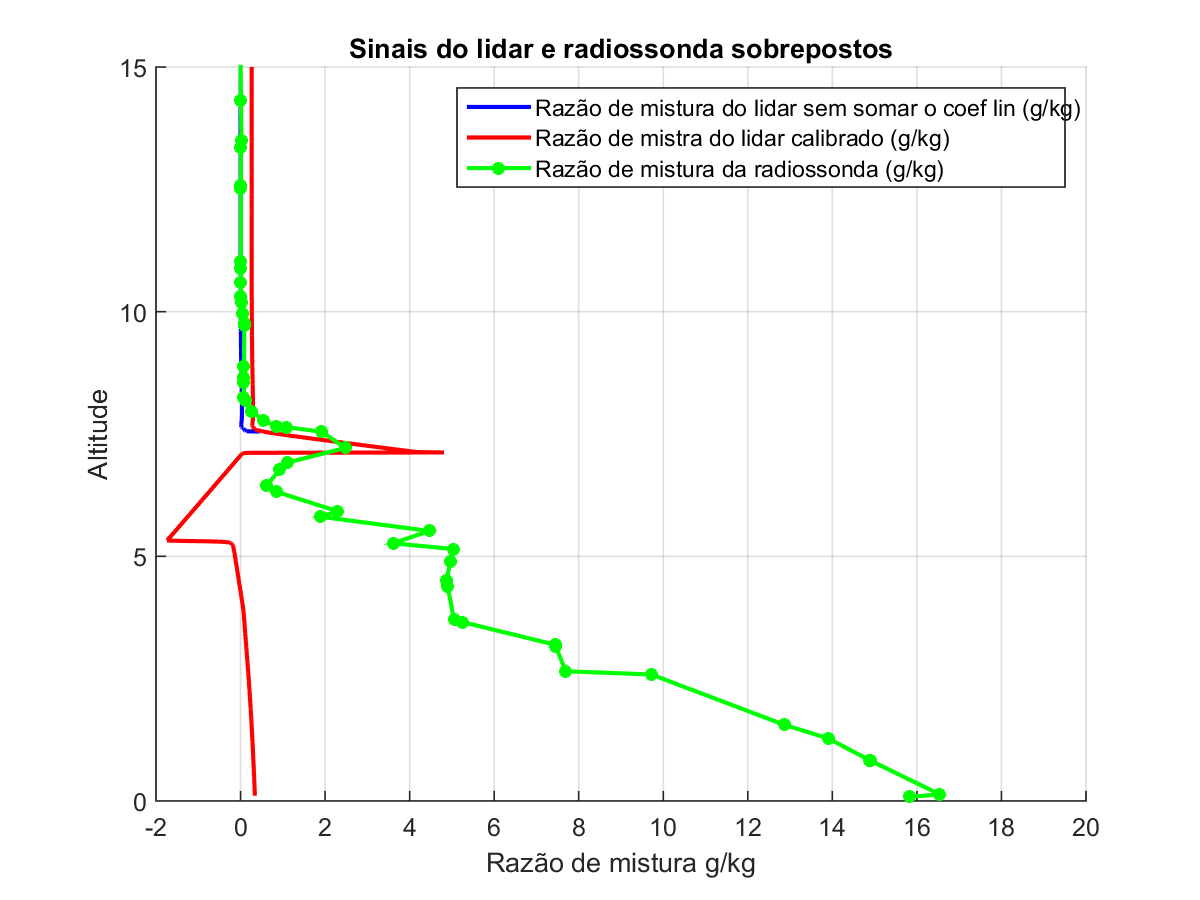 Sinais do lidar e radiossonda sobrepostos
15
Razão de mistura do lidar sem somar o coef lin (g/kg)
Razão de mistra do lidar calibrado (g/kg)
Razão de mistura da radiossonda (g/kg)
10
Altitude
5
0
-2 0 2 4 6 8 10 12 14 16 18 20
Razão de mistura g/kg